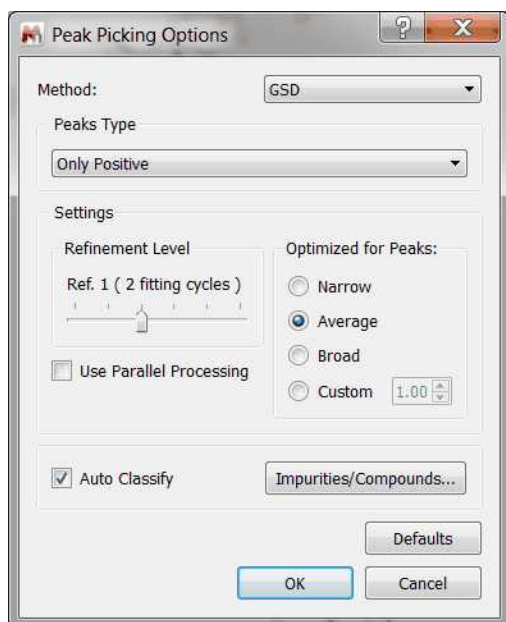 Peak Picking Options
Method: GSD
Peaks Type
Only Positive
Settings
Refinement Level
Ref. 1 ( 2 fitting cycles )
Use Parallel Processing
Optimized for Peaks:
Narrow
Average
Broad
Custom 1.00
Auto Classify Impurities/Compounds...
Defaults
OK Cancel